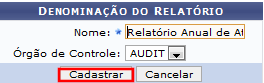 DENOMINAÇÃO DO RELATÓRIO
Nome: * Relatório Anual de At
Órgão de Controle: AUDIT
Cadastrar Cancelar